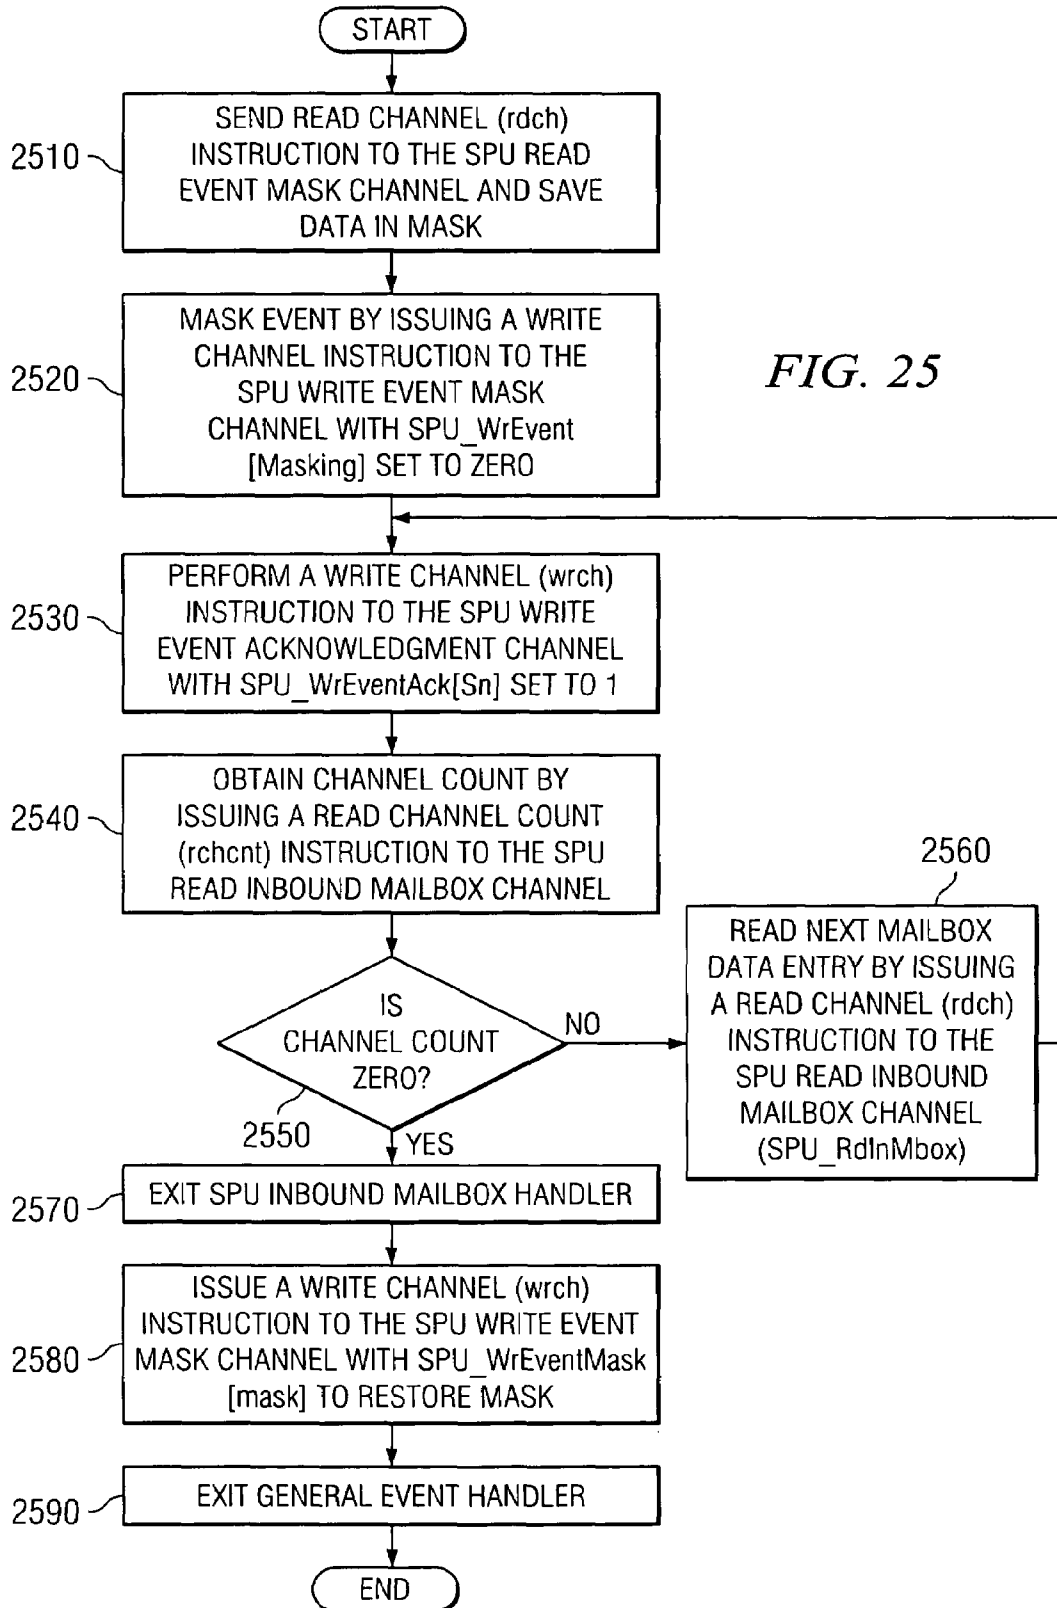 START
2510
SEND READ CHANNEL (rdch)
INSTRUCTION TO THE SPU READ
EVENT MASK CHANNEL AND SAVE
DATA IN MASK
2520
MASK EVENT BY ISSUING A WRITE
CHANNEL INSTRUCTION TO THE
SPU WRITE EVENT MASK
CHANNEL WITH SPU_WrEvent
[Masking] SET TO ZERO
FIG. 25
2530
PERFORM A WRITE CHANNEL (wrch)
INSTRUCTION TO THE SPU WRITE
EVENT ACKNOWLEDGMENT CHANNEL
WITH SPU_WrEventAck[Sn] SET TO 1
2540
OBTAIN CHANNEL COUNT BY
ISSUING A READ CHANNEL COUNT
(rchcnt) INSTRUCTION TO THE SPU
READ INBOUND MAILBOX CHANNEL
IS
CHANNEL COUNT
ZERO?
2550
NO
YES
2560
READ NEXT MAILBOX
DATA ENTRY BY ISSUING
A READ CHANNEL (rdch)
INSTRUCTION TO THE
SPU READ INBOUND
MAILBOX CHANNEL
(SPU_RdInMbox)
2570
EXIT SPU INBOUND MAILBOX HANDLER
2580
ISSUE A WRITE CHANNEL (wrch)
INSTRUCTION TO THE SPU WRITE EVENT
MASK CHANNEL WITH SPU_WrEventMask
[mask] TO RESTORE MASK
2590
EXIT GENERAL EVENT HANDLER
END